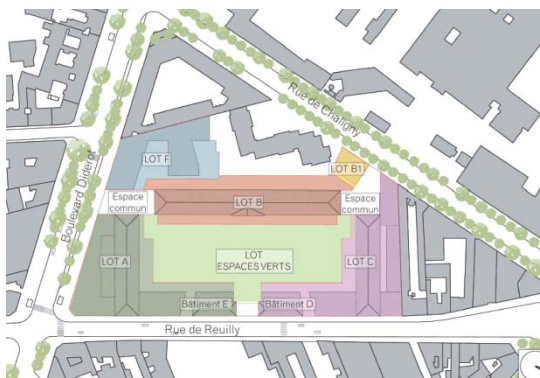 Rue de Chaligny
Boulevard Diderot
LOT F
LOT B1
Espace
commun
LOT B
Espace
commun
LOT A
LOT
ESPACES VERTS
LOT C
Bâtiment E
Bâtiment D
Rue de Reuilly